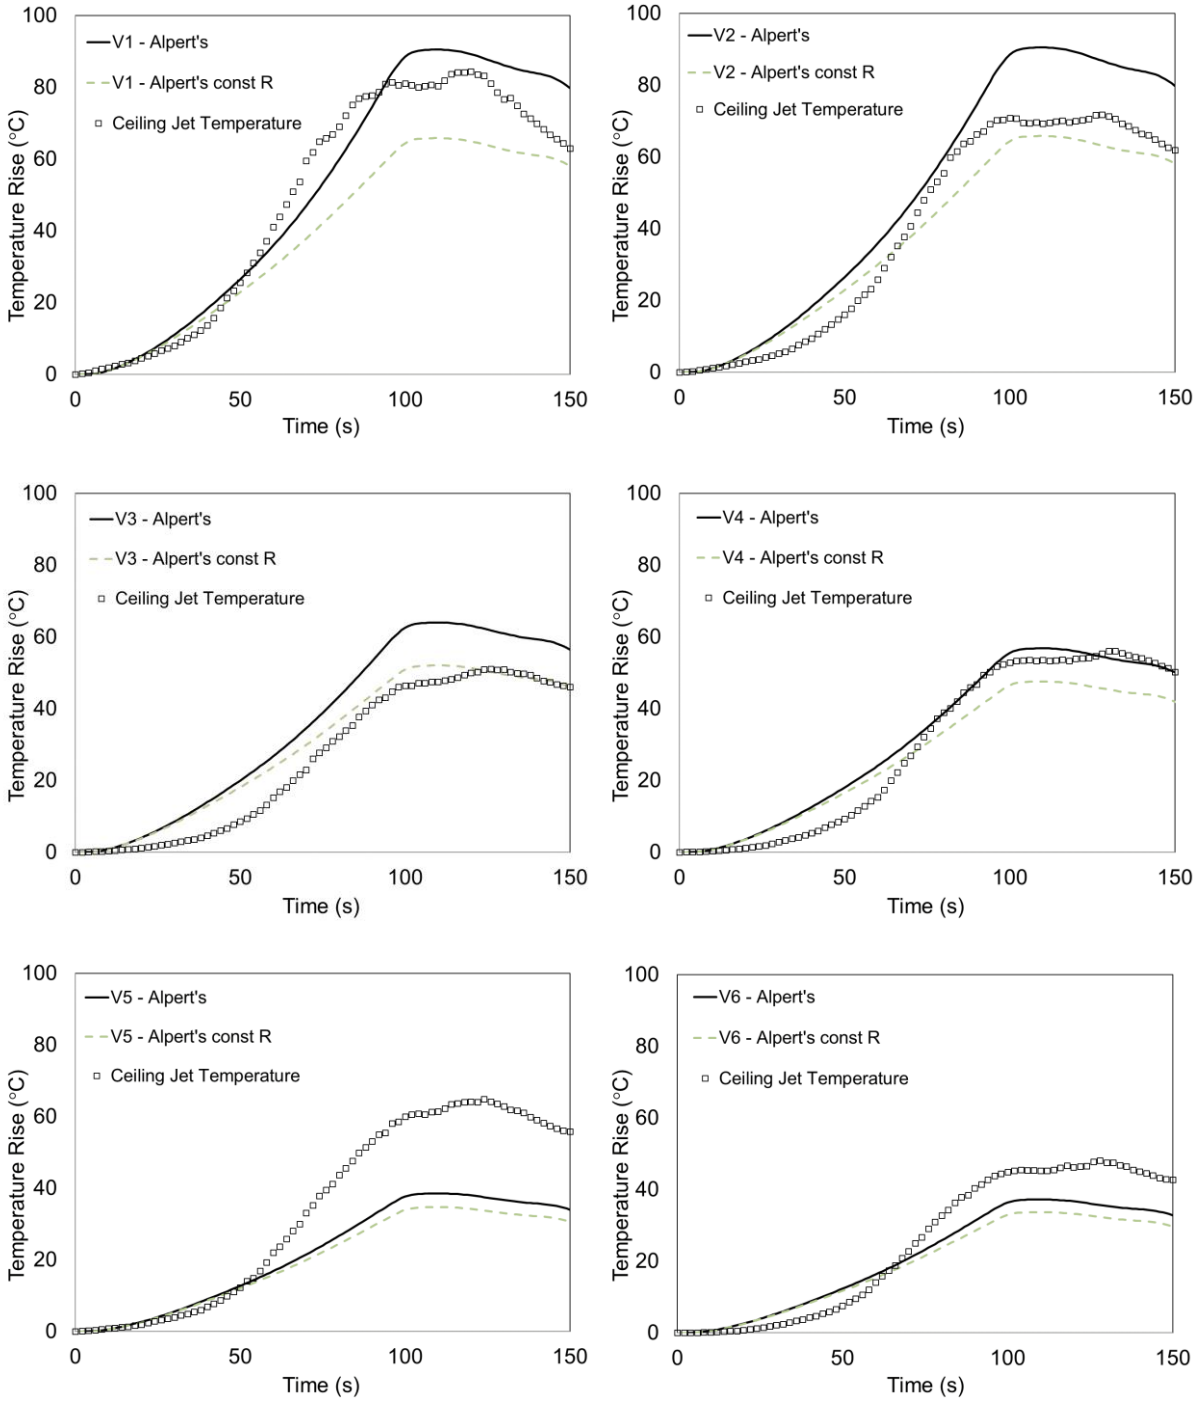 100
80
60
40
20
0
Temperature Rise (°C)
V1 - Alpert's
V1 - Alpert's const R
Ceiling Jet Temperature
0 50 100 150
Time (s)
100
80
60
40
20
0
Temperature Rise (°C)
V2 - Alpert's
V2 - Alpert's const R
Ceiling Jet Temperature
0 50 100 150
Time (s)
100
80
60
40
20
0
Temperature Rise (°C)
V3 - Alpert's
V3 - Alpert's const R
Ceiling Jet Temperature
0 50 100 150
Time (s)
100
80
60
40
20
0
Temperature Rise (°C)
V4 - Alpert's
V4 - Alpert's const R
Ceiling Jet Temperature
0 50 100 150
Time (s)
100
80
60
40
20
0
Temperature Rise (°C)
V5 - Alpert's
V5 - Alpert's const R
Ceiling Jet Temperature
0 50 100 150
Time (s)
100
80
60
40
20
0
Temperature Rise (°C)
V6 - Alpert's
V6 - Alpert's const R
Ceiling Jet Temperature
0 50 100 150
Time (s)